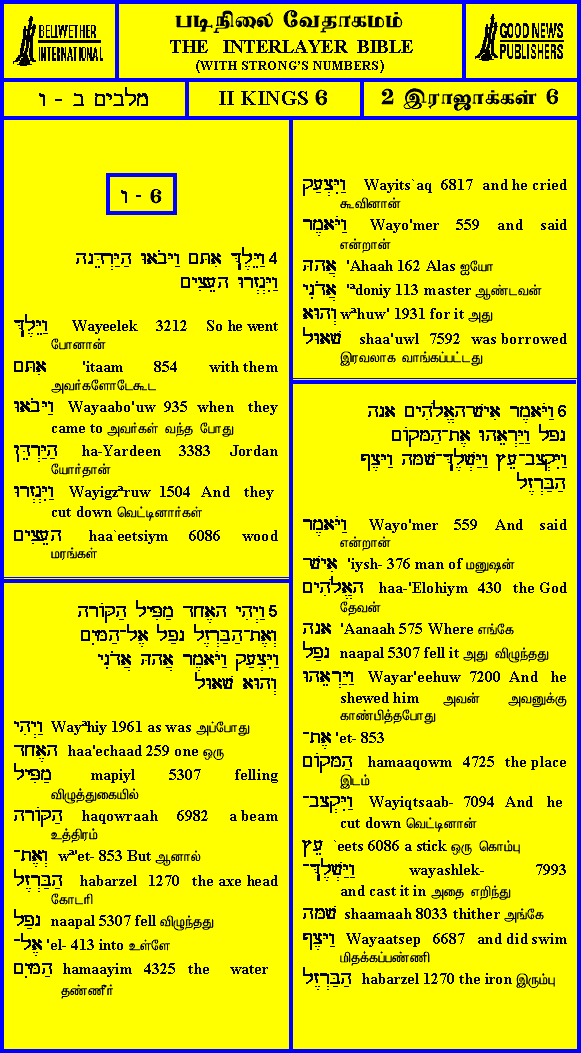 BELLWETHER
INTERNATIONAL
படிநிலை வேதாகமம்
THE INTERLAYER BIBLE
(WITH STRONG'S NUMBERS)
GOOD NEWS
PUBLISHERS
מלבים ב - ו
II KINGS 6
2 இராஜாக்கள் 6
ו - 6
4 וַיֵּלֶךְ אִתָּם וַיָּבֹאוּ הַיַּרְדֵּנָה
וַיִּגְזְרוּ הָעֵצִים
וַיֵּלֶךְ Wayeelek 3212 So he went
போனான்
אִתָּם 'itaam 854 with them
அவர்களோடேகூட
וַיָּבֹאוּ Wayaabo'uw 935 when they
came to அவர்கள் வந்த போது
הַיַּרְדֵּן ha-Yardeen 3383 Jordan
யோர்தான்
וַיִּגְזְרוּ Wayigzªruw 1504 And they
cut down வெட்டினார்கள்
הָעֵצִים haa`eetsiym 6086 wood
மரங்கள்
5 וַיְהִי הָאֶחָד מַפִּיל הַקּוֹרָה
וְאֶת־הַבַּרְזֶל נָפַל אֶל־הַמָּיִם
וַיִּצְעַק וַיֹּאמֶר אֲהָהּ אֲדֹנִי
וְהוּא שָׁאוּל
וַיְהִי Wayªhiy 1961 as was அப்போது
הָאֶחָד haa'echaad 259 one ஒரு
מַפִּיל mapiyl 5307 felling
விழுத்துகையில்
הַקּוֹרָה haqowraah 6982 a beam
உத்திரம்
וְאֶת־ wª'et- 853 But ஆனால்
הַבַּרְזֶל habarzel 1270 the axe head
கோடரி
נָפַל naapal 5307 fell விழுந்தது
אֶל־ 'el- 413 into உள்ளே
הַמַּיִם hamaayim 4325 the water
தண்ணீர்
וַיִּצְעַק Wayits`aq 6817 and he cried
கூவினான்
וַיֹּאמֶר Wayo'mer 559 and said
என்றான்
אֲהָהּ 'Ahaah 162 Alas ஐயோ
אֲדֹנִי 'ªdoniy 113 master ஆண்டவன்
וְהוּא wªhuw' 1931 for it அது
שָׁאוּל shaa'uwl 7592 was borrowed
இரவலாக வாங்கப்பட்டது
6 וַיֹּאמֶר אִישׁ־הָאֱלֹהִים אָנָה
נָפָל וַיַּרְאֵהוּ אֶת־הַמָּקוֹם
וַיִּקְצָב־עֵץ וַיַּשְׁלֶךְ־שָׁמָּה וַיָּצֶף
הַבַּרְזֶל
וַיֹּאמֶר Wayo'mer 559 And said
என்றான்
אִישׁ־ 'iysh- 376 man of மனுஷன்
הָאֱלֹהִים haa-'Elohiym 430 the God
தேவன்
אָנָה 'Aanaah 575 Where எங்கே
נָפַל naapal 5307 fell it அது விழுந்தது
וַיַּרְאֵהוּ Wayar'eehuw 7200 And he
shewed him அவன் அவனுக்கு
காண்பித்தபோது
אֶת־ 'et- 853
הַמָּקוֹם hamaaqowm 4725 the place
இடம்
וַיִּקְצָב־ Wayiqtsaab- 7094 And he
cut down வெட்டினான்
עֵץ `eets 6086 a stick ஒரு கொம்பு
וַיַּשְׁלֶךְ־ wayashlek- 7993
and cast it in அதை எறிந்து
שָׁמָּה shaamaah 8033 thither அங்கே
וַיָּצֶף Wayaatsep 6687 and did swim
மிதக்கப்பண்ணி
הַבַּרְזֶל habarzel 1270 the iron இரும்பு